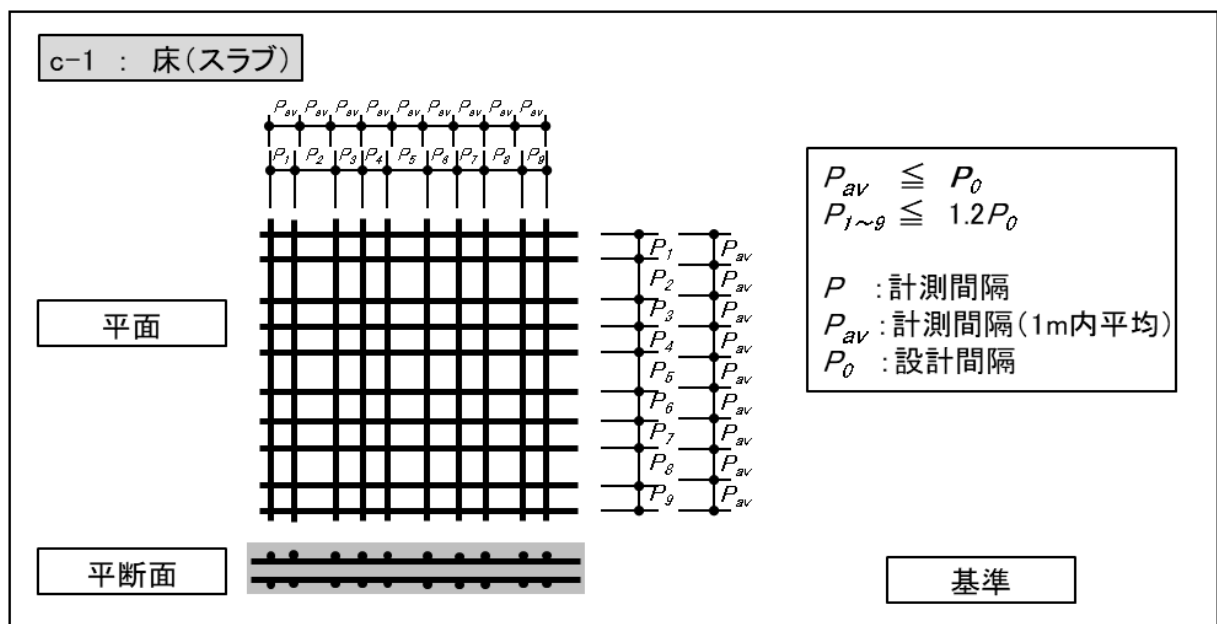 c-1 : 床(スラブ)
Pav Pav Pav Pav Pav Pav Pav Pav Pav
P1 P2 P3 P4 P5 P6 P7 P8 P9
Pav ≦ P0
P1~9 ≦ 1.2P0
P :計測間隔
Pav:計測間隔(1m内平均)
P0 :設計間隔
平面
P1 Pav
P2 Pav
P3 Pav
P4 Pav
P5 Pav
P6 Pav
P7 Pav
P8 Pav
P9 Pav
平断面
基準